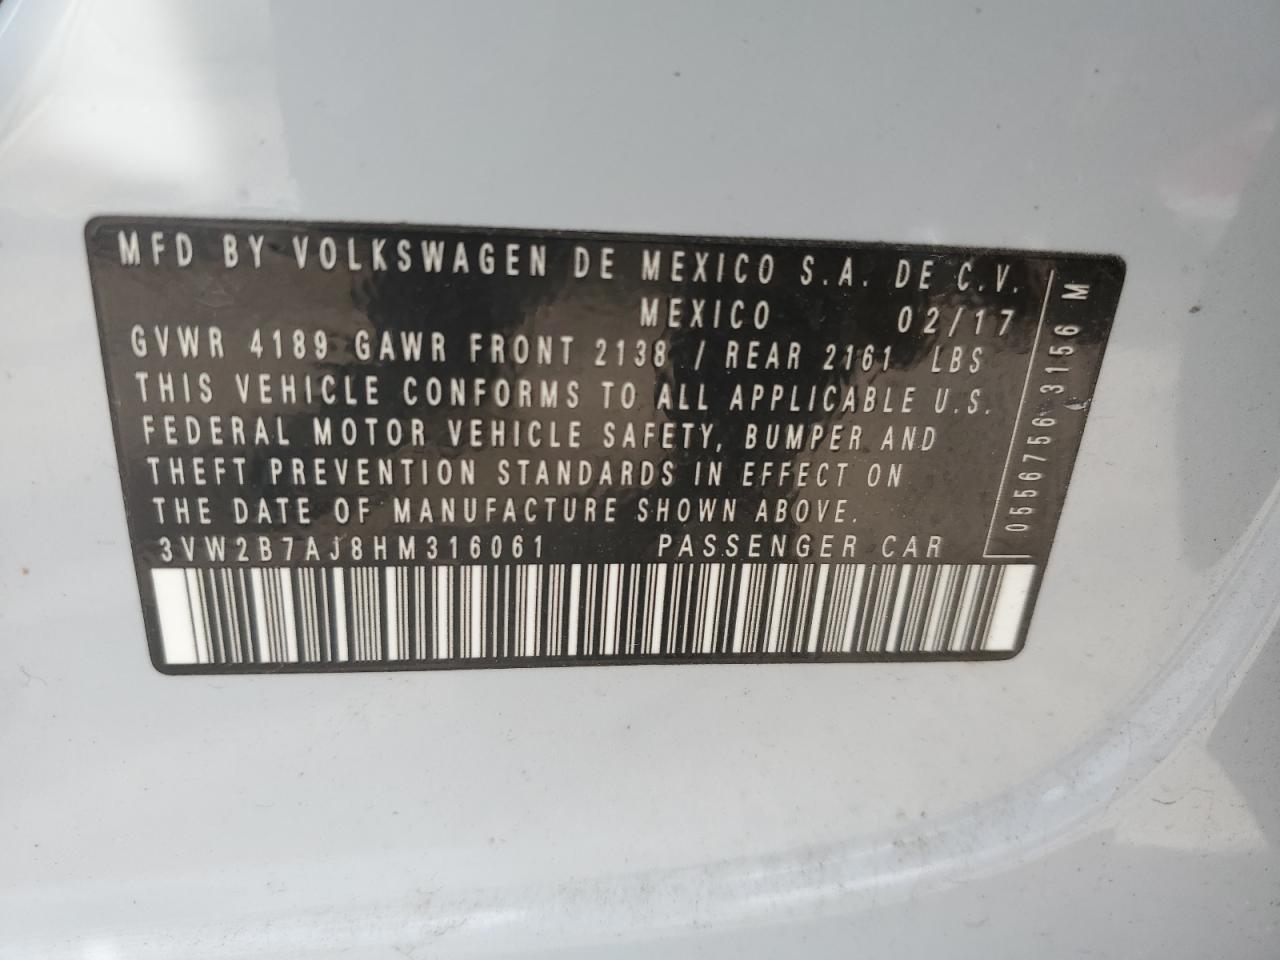 MFD BY VOLKSWAGEN DE MEXICO S.A. DE C.V.
MEXICO 02/17
GVWR 4189 GAWR FRONT 2138 / REAR 2161 LBS
THIS VEHICLE CONFORMS TO ALL APPLICABLE U.S.
FEDERAL MOTOR VEHICLE SAFETY, BUMPER AND
THEFT PREVENTION STANDARDS IN EFFECT ON
THE DATE OF MANUFACTURE SHOWN ABOVE.
3VW2B7AJ8HM316061 PASSENGER CAR
0556756 3156 M